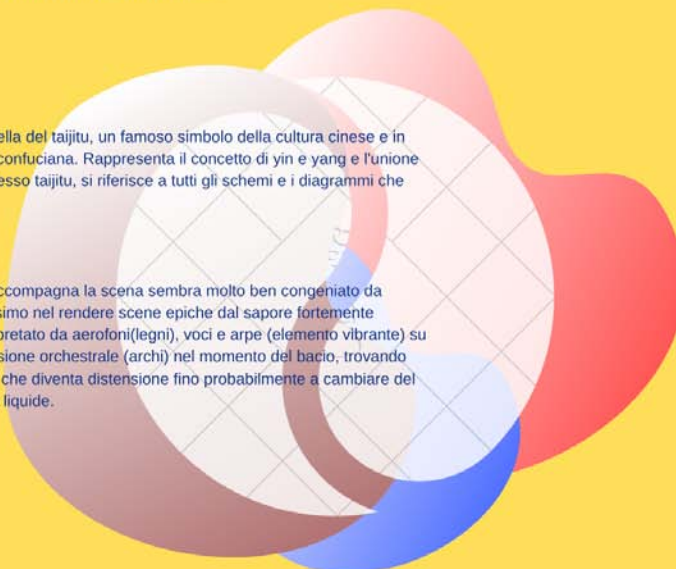 ella del taijitu, un famoso simbolo della cultura cinese e in
confuciana. Rappresenta il concetto di yin e yang e l'unione
esso taijitu, si riferisce a tutti gli schemi e i diagrammi che
ccompagna la scena sembra molto ben congeniato da
simo nel rendere scene epiche dal sapore fortemente
pretato da aerofoni(legni), voci e arpe (elemento vibrante) su
sione orchestrale (archi) nel momento del bacio, trovando
che diventa distensione fino probabilmente a cambiare del
liquide.